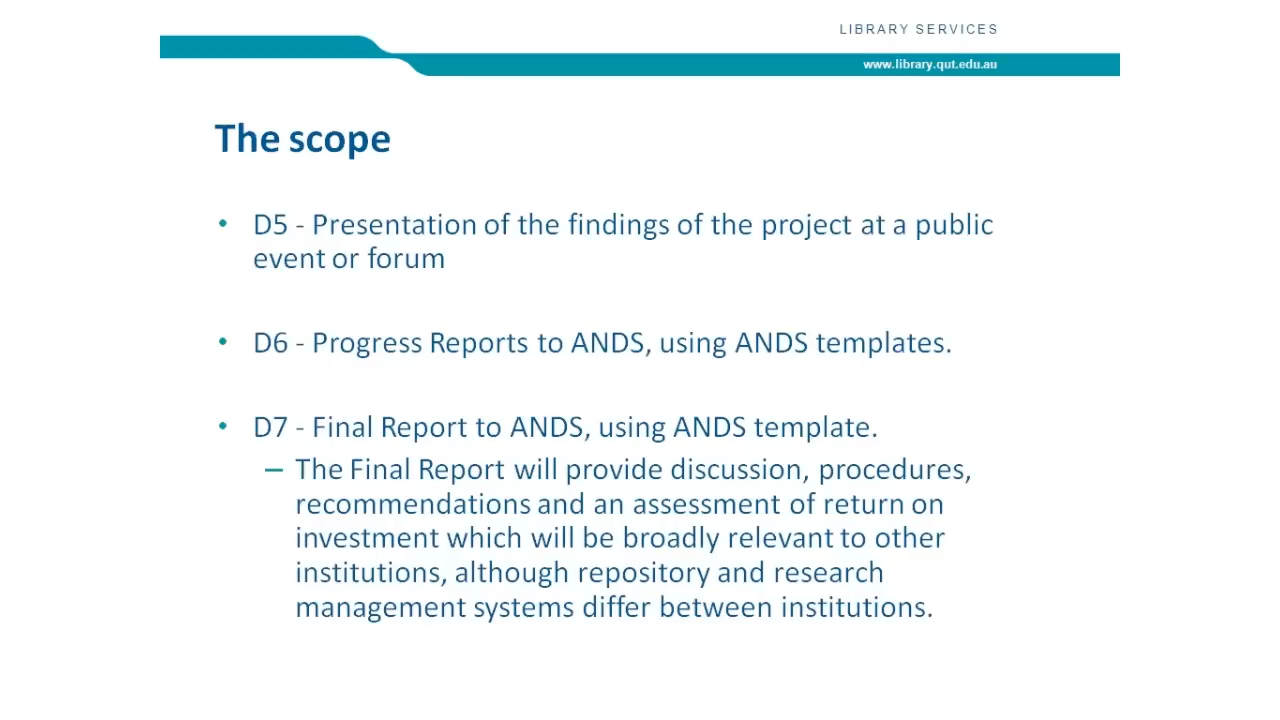 LIBRARY SERVICES
www.library.qut.edu.au
The scope
• D5 - Presentation of the findings of the project at a public
event or forum
• D6 - Progress Reports to ANDS, using ANDS templates.
• D7 - Final Report to ANDS, using ANDS template.
– The Final Report will provide discussion, procedures,
recommendations and an assessment of return on
investment which will be broadly relevant to other
institutions, although repository and research
management systems differ between institutions.